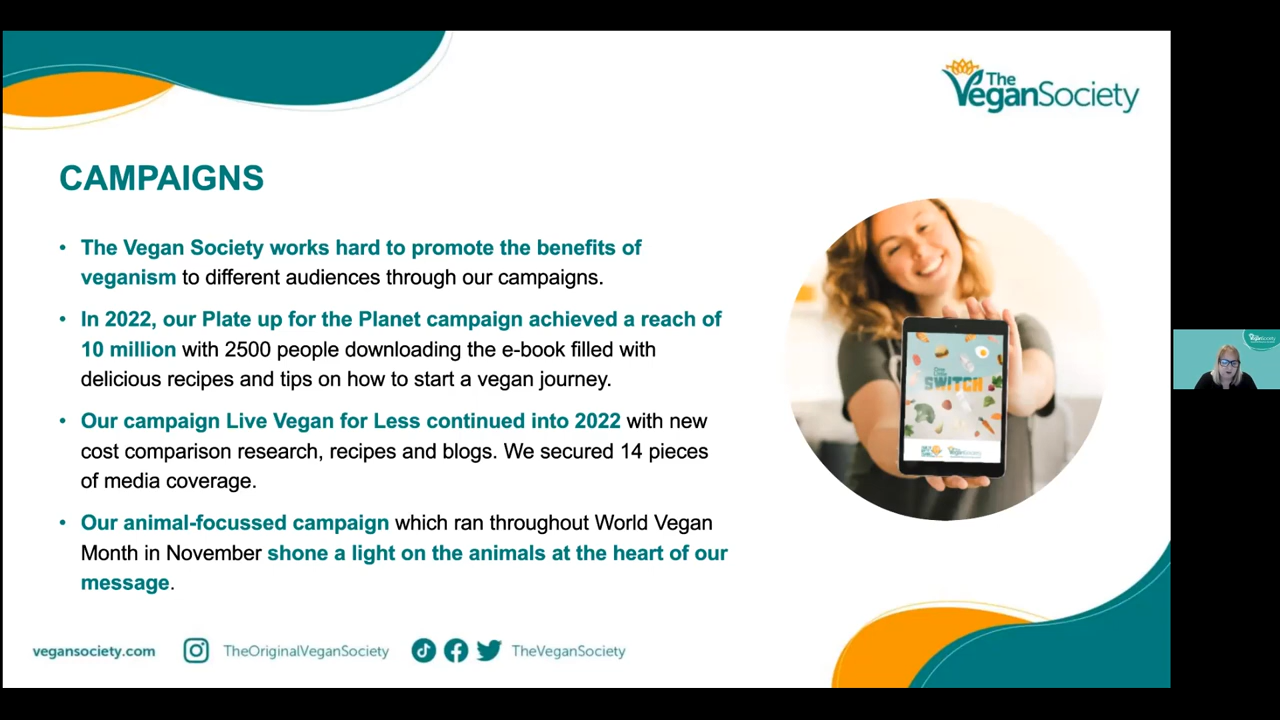 The
VeganSociety
CAMPAIGNS
• The Vegan Society works hard to promote the benefits of
veganism to different audiences through our campaigns.
• In 2022, our Plate up for the Planet campaign achieved a reach of
10 million with 2500 people downloading the e-book filled with
delicious recipes and tips on how to start a vegan journey.
• Our campaign Live Vegan for Less continued into 2022 with new
cost comparison research, recipes and blogs. We secured 14 pieces
of media coverage.
• Our animal-focussed campaign which ran throughout World Vegan
Month in November shone a light on the animals at the heart of our
message.
One
Little
SWITCH
VeganSociety
VeganSociety
vegansociety.com TheOriginalVeganSociety TheVeganSociety